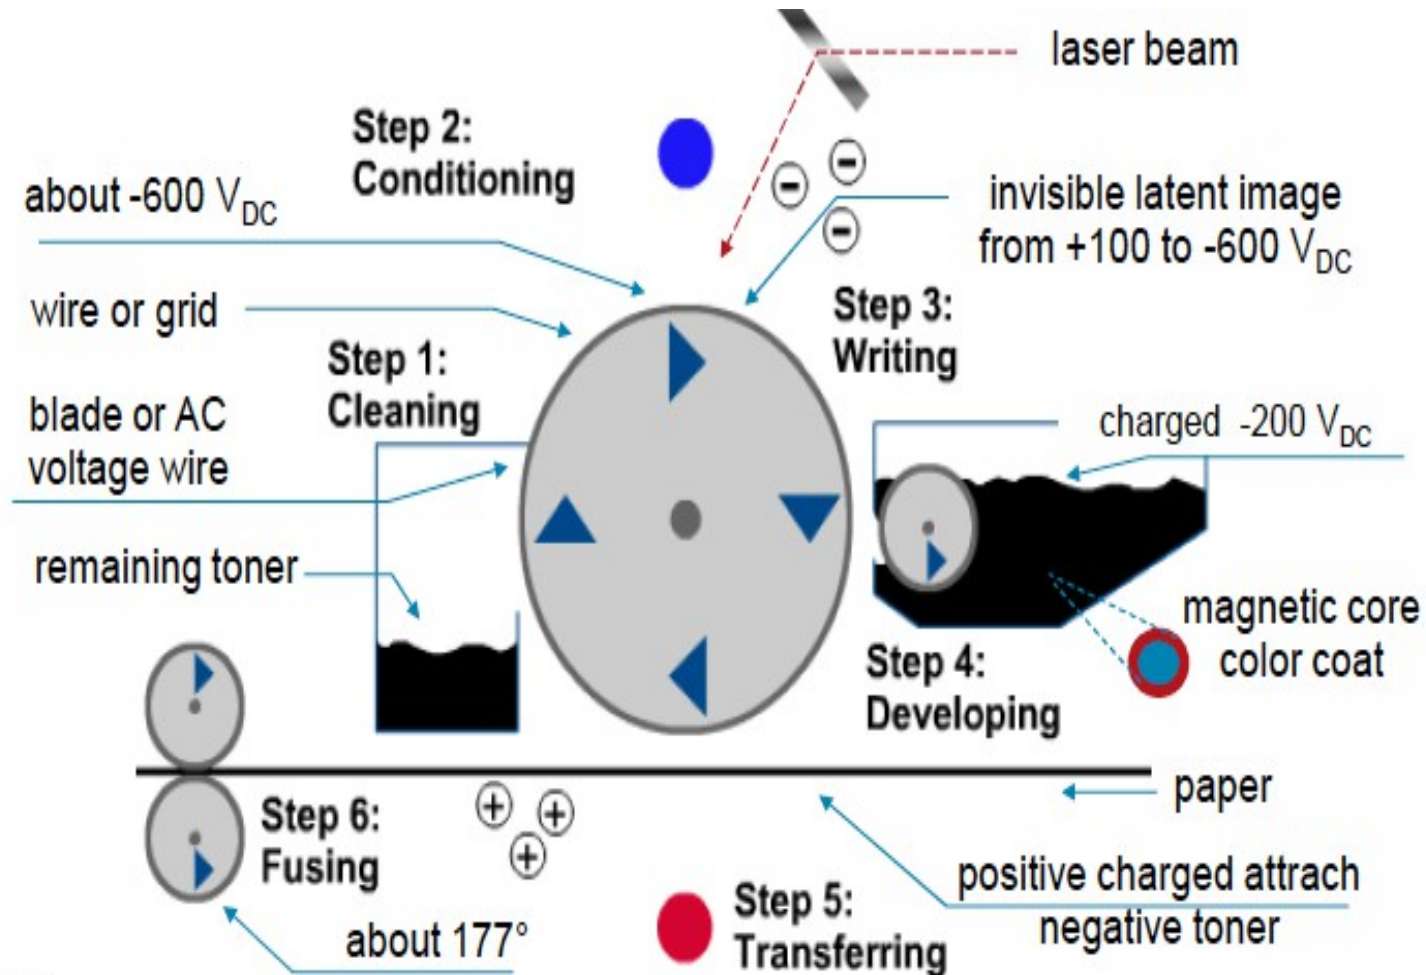 laser beam
Step 2:
Conditioning
about -600 VDC
invisible latent image
from +100 to -600 VDC
wire or grid
Step 3:
Writing
Step 1:
Cleaning
blade or AC
voltage wire
charged -200 VDC
remaining toner
magnetic core
color coat
Step 4:
Developing
paper
Step 6:
Fusing
positive charged attrach
negative toner
Step 5:
Transferring
about 177°